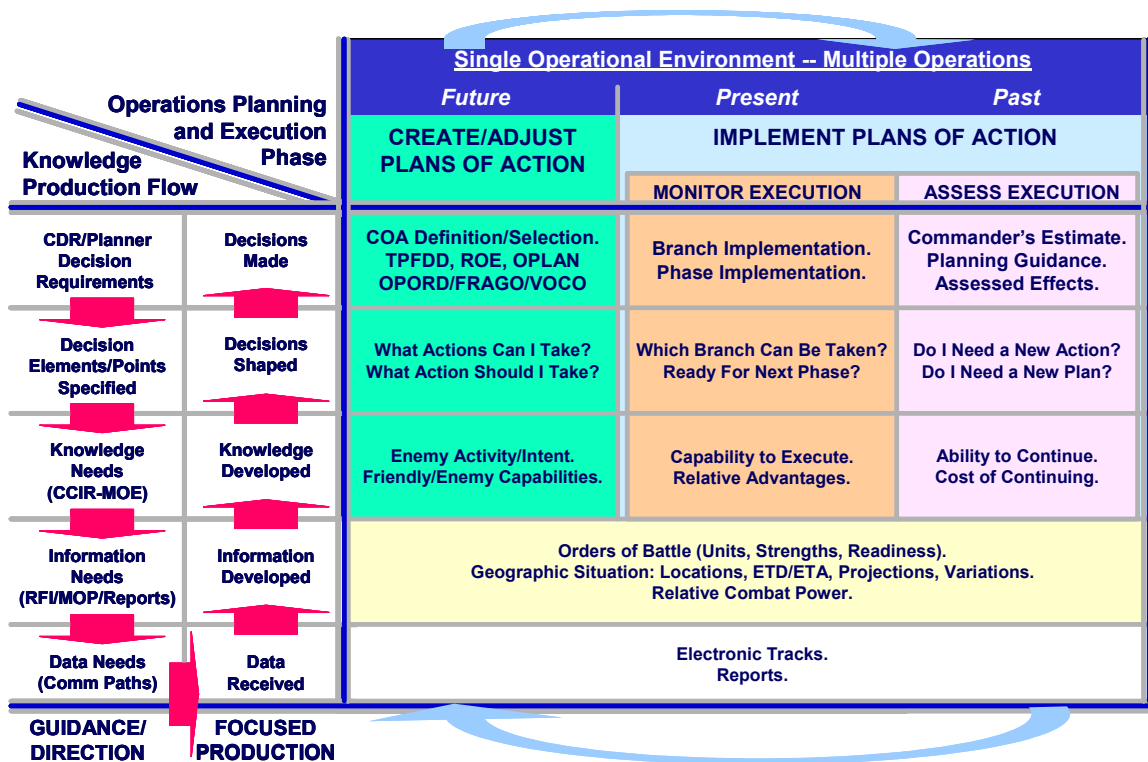 Single Operational Environment -- Multiple Operations
Operations Planning
and Execution
Phase
Knowledge
Production Flow
Future
Present
Past
CREATE/ADJUST
PLANS OF ACTION
IMPLEMENT PLANS OF ACTION
MONITOR EXECUTION
ASSESS EXECUTION
CDR/Planner
Decision
Requirements
Decisions
Made
COA Definition/Selection.
TPFDD, ROE, OPLAN
OPORD/FRAGO/VOCO
Branch Implementation.
Phase Implementation.
Commander's Estimate.
Planning Guidance.
Assessed Effects.
Decision
Elements/Points
Specified
Decisions
Shaped
What Actions Can I Take?
What Action Should I Take?
Which Branch Can Be Taken?
Ready For Next Phase?
Do I Need a New Action?
Do I Need a New Plan?
Knowledge
Needs
(CCIR-MOE)
Knowledge
Developed
Enemy Activity/Intent.
Friendly/Enemy Capabilities.
Capability to Execute.
Relative Advantages.
Ability to Continue.
Cost of Continuing.
Information
Needs
(RFI/MOP/Reports)
Information
Developed
Orders of Battle (Units, Strengths, Readiness).
Geographic Situation: Locations, ETD/ETA, Projections, Variations.
Relative Combat Power.
Data Needs
(Comm Paths)
Data
Received
Electronic Tracks.
Reports.
GUIDANCE/
DIRECTION
FOCUSED
PRODUCTION